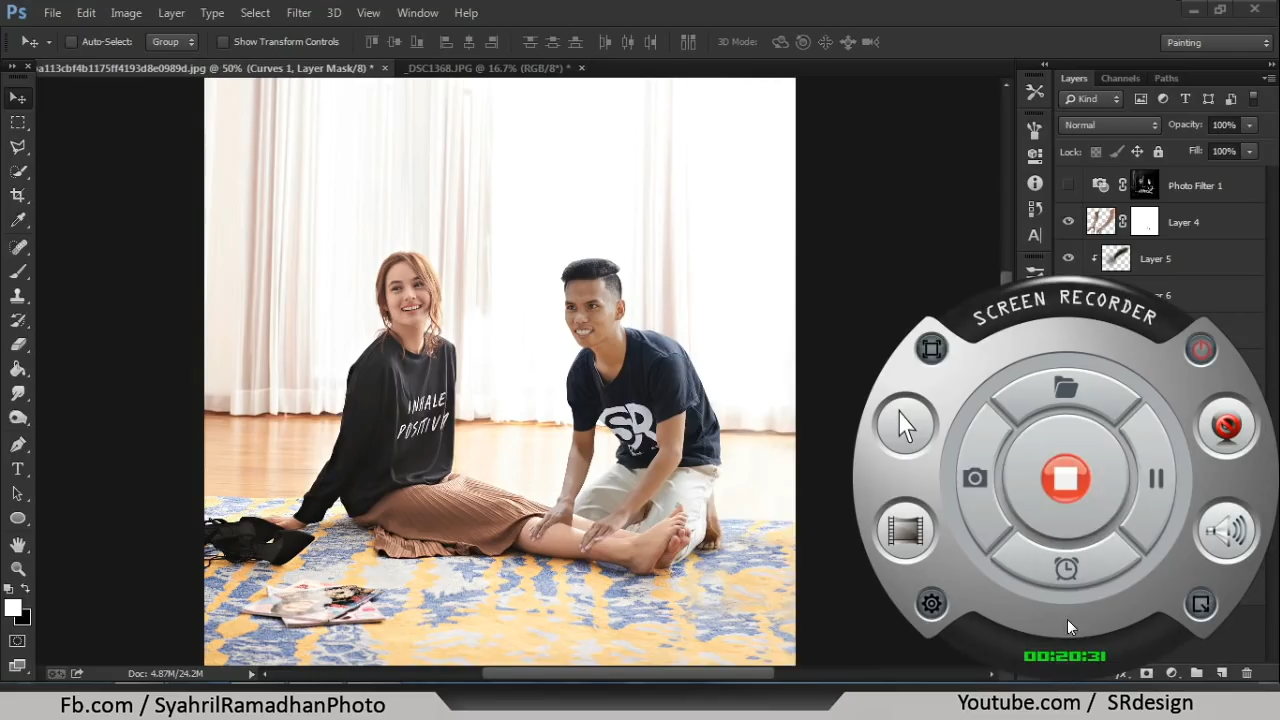 Ps File Edit Image Layer Type Select Filter 3D View Window Help
Auto-Select: Group Show Transform Controls 3D Mode: Painting
a113cbf4b1175ff4193d8e0989d.jpg @ 50% (Curves 1, Layer Mask/8) * × _DSC1368.JPG @ 16.7% (RGB/8*) * ×
Layers Channels Paths
Kind
Normal Opacity: 100%
Lock: Fill: 100%
Photo Filter 1
Layer 4
Layer 5
6
SCREEN RECORDER
INHALE
POSITIVI
SR
00:20:31
Doc: 4.87M/24.2M
Fb.com / SyahrilRamadhanPhoto
Youtube.com / SRdesign